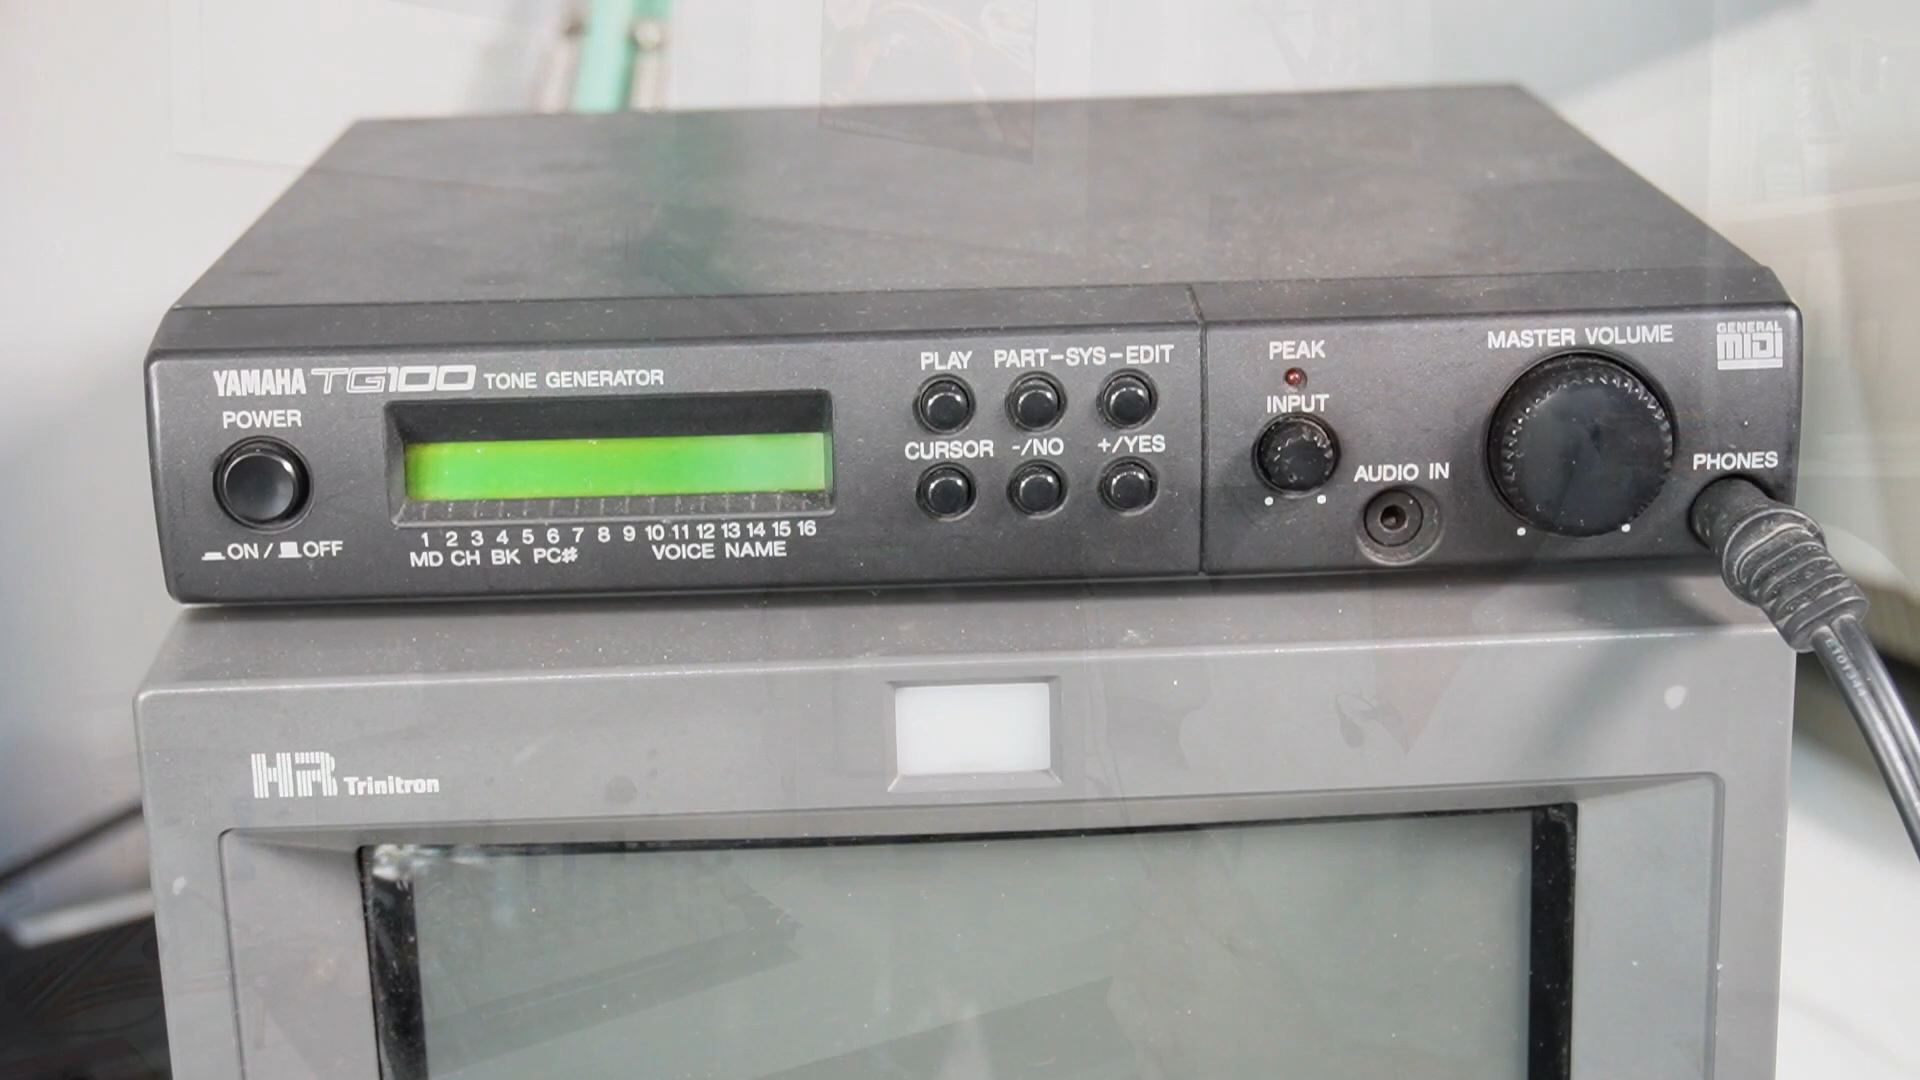 YAMAHA TG100 TONE GENERATOR
POWER
ON / OFF
1 2 3 4 5 6 7 8 9 10 11 12 13 14 15 16
MD CH BK PC# VOICE NAME
PLAY PART-SYS-EDIT
CURSOR -/NO +/YES
PEAK
INPUT
AUDIO IN
MASTER VOLUME
GENERAL
MIDI
PHONES
HR Trinitron